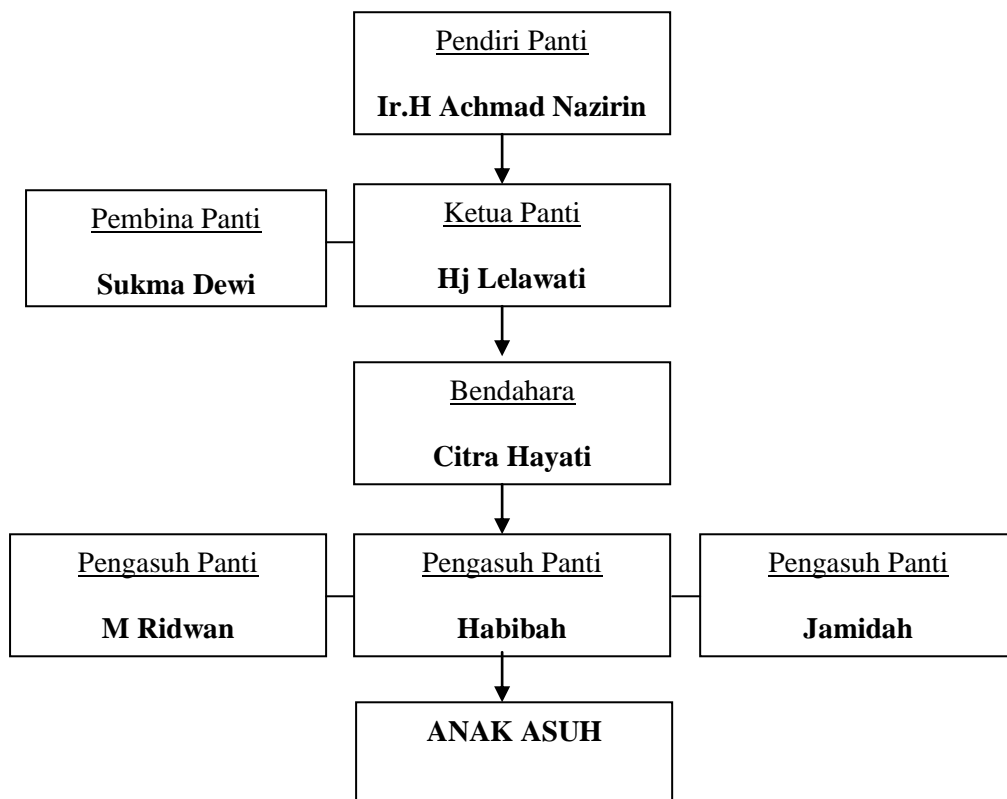 Pendiri Panti
Ir.H Achmad Nazirin
Pembina Panti
Sukma Dewi
Ketua Panti
Hj Lelawati
Bendahara
Citra Hayati
Pengasuh Panti
M Ridwan
Pengasuh Panti
Habibah
Pengasuh Panti
Jamidah
ANAK ASUH